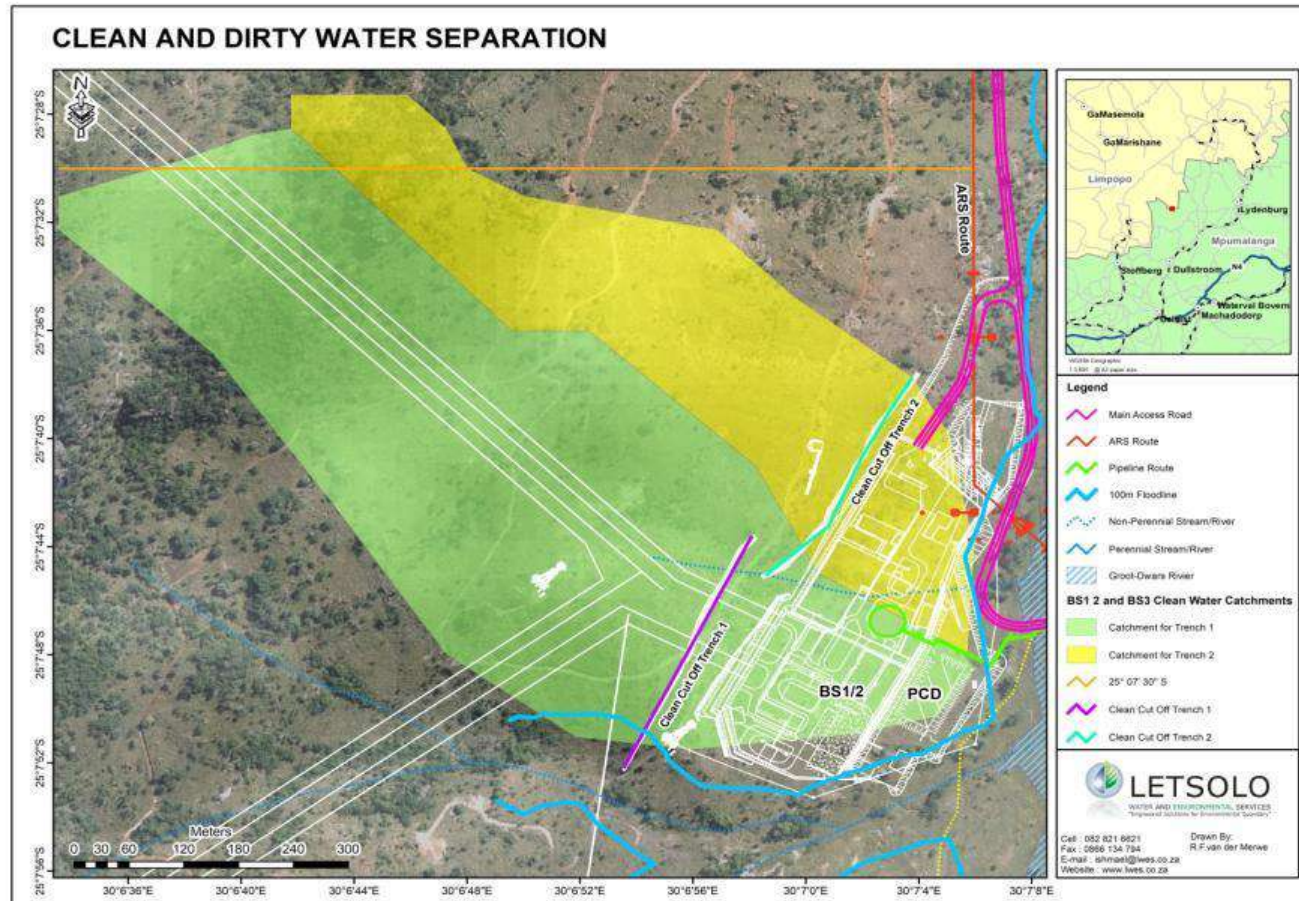 CLEAN AND DIRTY WATER SEPARATION
N
25°7'28"S
25°7'32"S
25°7'36"S
25°7'40"S
25°7'44"S
25°7'48"S
25°7'52"S
25°7'56"S
ARS Route
Clean Cut Off Trench 2
Clean Cut Off Trench 1
BS1/2
PCD
Meters
0 30 60 120 180 240 300
30°6'36"E 30°6'40"E 30°6'44"E 30°6'48"E 30°6'52"E 30°6'56"E 30°7'0"E 30°7'4"E 30°7'8"E
GaMasemola
GaMarishane
Limpopo
Lydenburg
Mpumalanga
Stoffberg
Dullstroom
N4
Waterval Bovern
Machadodorp
Legend
Main Access Road
ARS Route
Pipeline Route
100m Floodline
Non-Perennial Stream/River
Perennial Stream/River
Groot-Dwars Rivier
BS1 2 and BS3 Clean Water Catchments
Catchment for Trench 1
Catchment for Trench 2
25° 07' 30" S
Clean Cut Off Trench 1
Clean Cut Off Trench 2
LETSOLO
WATER AND ENVIRONMENTAL SERVICES
Cell : 082 821 6621
Fax : 0866 134 794
E-mail : ishmael@lwes.co.za
Website : www.lwes.co.za
Drawn By:
R.F.van der Merwe